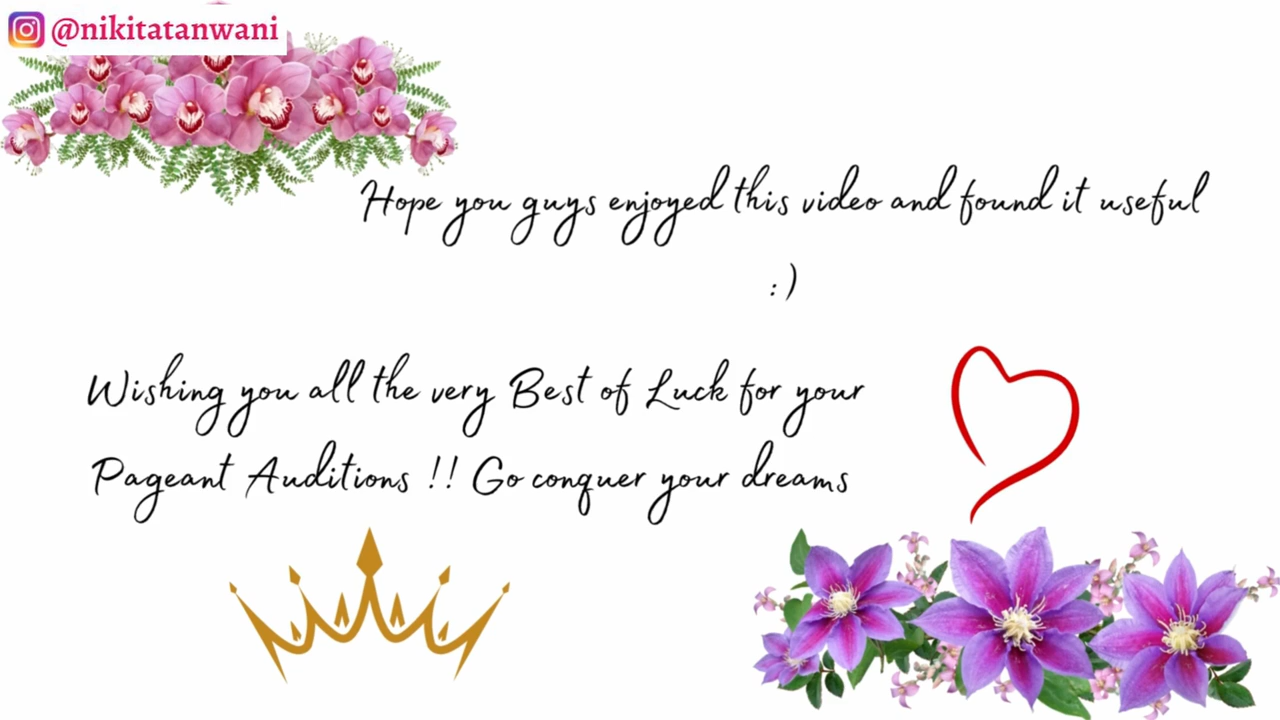 @nikitatanwani
Hope you guys enjoyed this video and found it useful
:)
Wishing you all the very Best of Luck for your
Pageant Auditions !! Go conquer your dreams